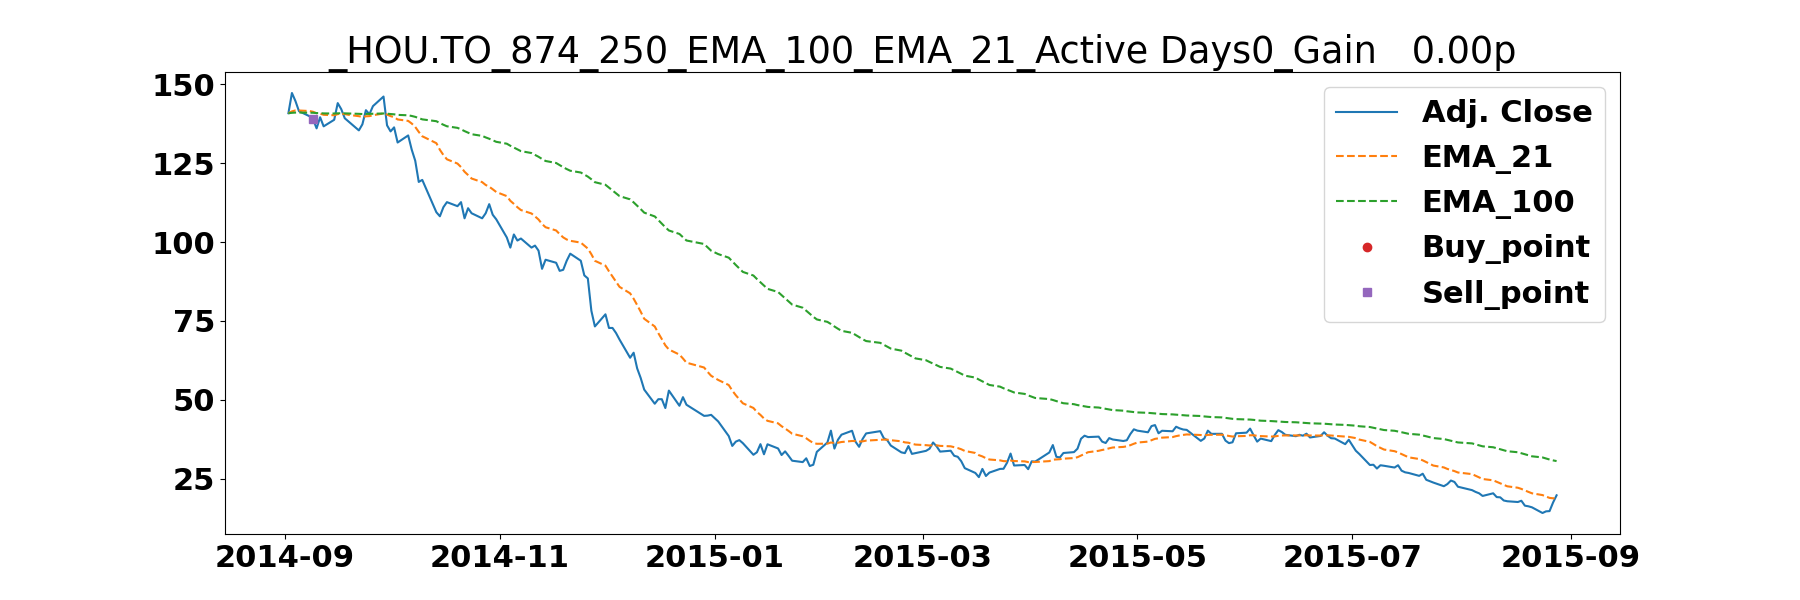 _HOU.TO_874_250_EMA_100_EMA_21_Active Days0_Gain   0.00p
150
125
100
75
50
25
Adj. Close
EMA_21
EMA_100
Buy_point
Sell_point
2014-09 2014-11 2015-01 2015-03 2015-05 2015-07 2015-09